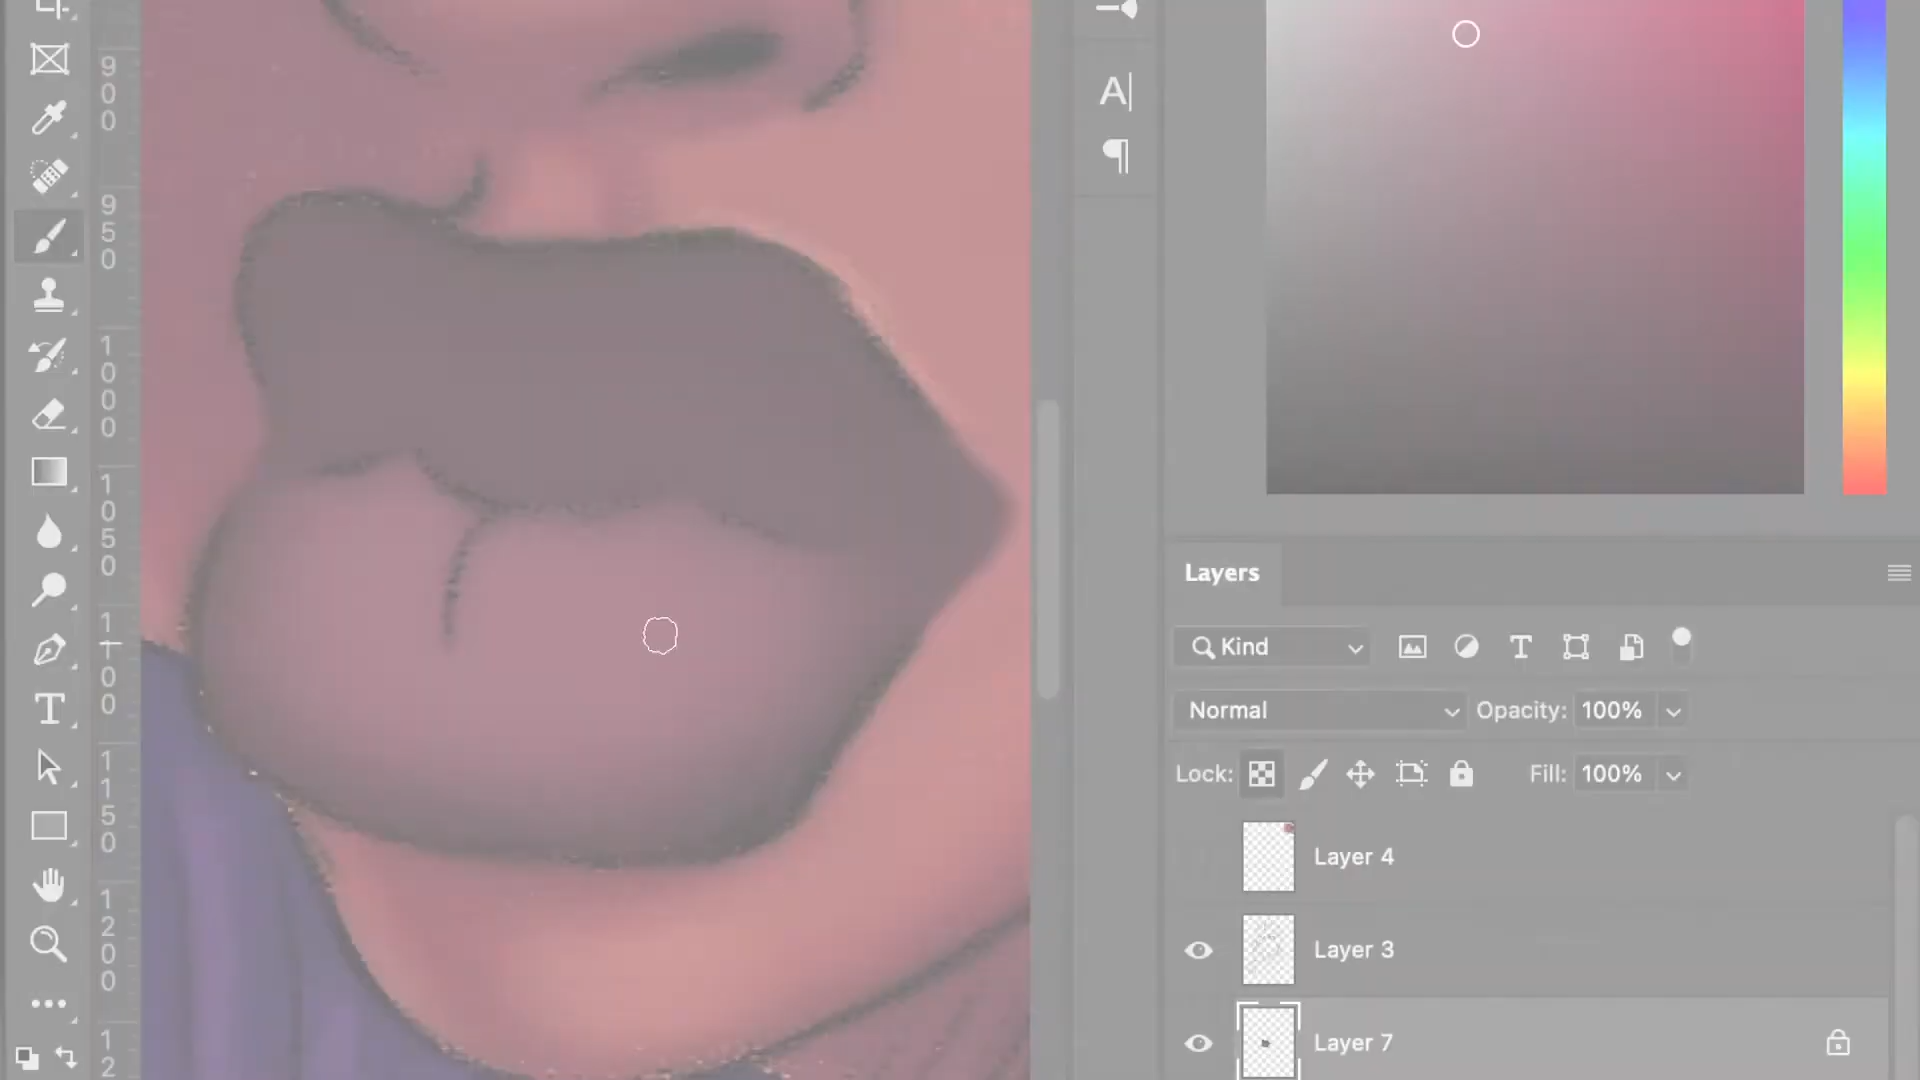 900
950
1000
1050
1100
1150
1200
12
A
¶
T
Layers
Kind
T
Normal
Opacity: 100%
Lock:
Fill: 100%
Layer 4
Layer 3
Layer 7